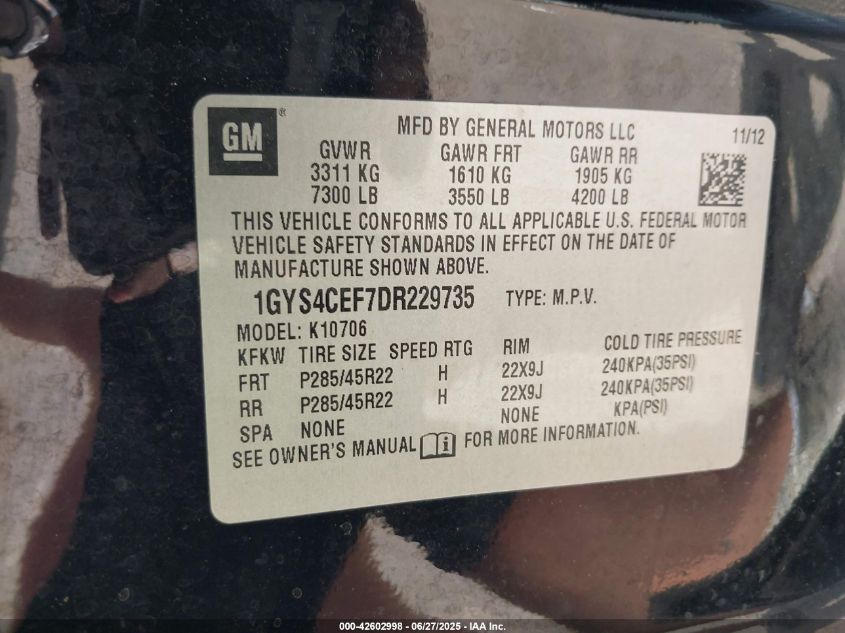 GM ®
MFD BY GENERAL MOTORS LLC
11/12
GVWR GAWR FRT GAWR RR
3311 KG 1610 KG 1905 KG
7300 LB 3550 LB 4200 LB
THIS VEHICLE CONFORMS TO ALL APPLICABLE U.S. FEDERAL MOTOR
VEHICLE SAFETY STANDARDS IN EFFECT ON THE DATE OF
MANUFACTURE SHOWN ABOVE.
1GYS4CEF7DR229735 TYPE: M.P.V.
MODEL: K10706
KFKW TIRE SIZE SPEED RTG RIM COLD TIRE PRESSURE
FRT P285/45R22 H 22X9J 240KPA(35PSI)
RR P285/45R22 H 22X9J 240KPA(35PSI)
SPA NONE NONE KPA(PSI)
SEE OWNER'S MANUAL i FOR MORE INFORMATION.
000-42602998 - 06/27/2025 - IAA Inc.